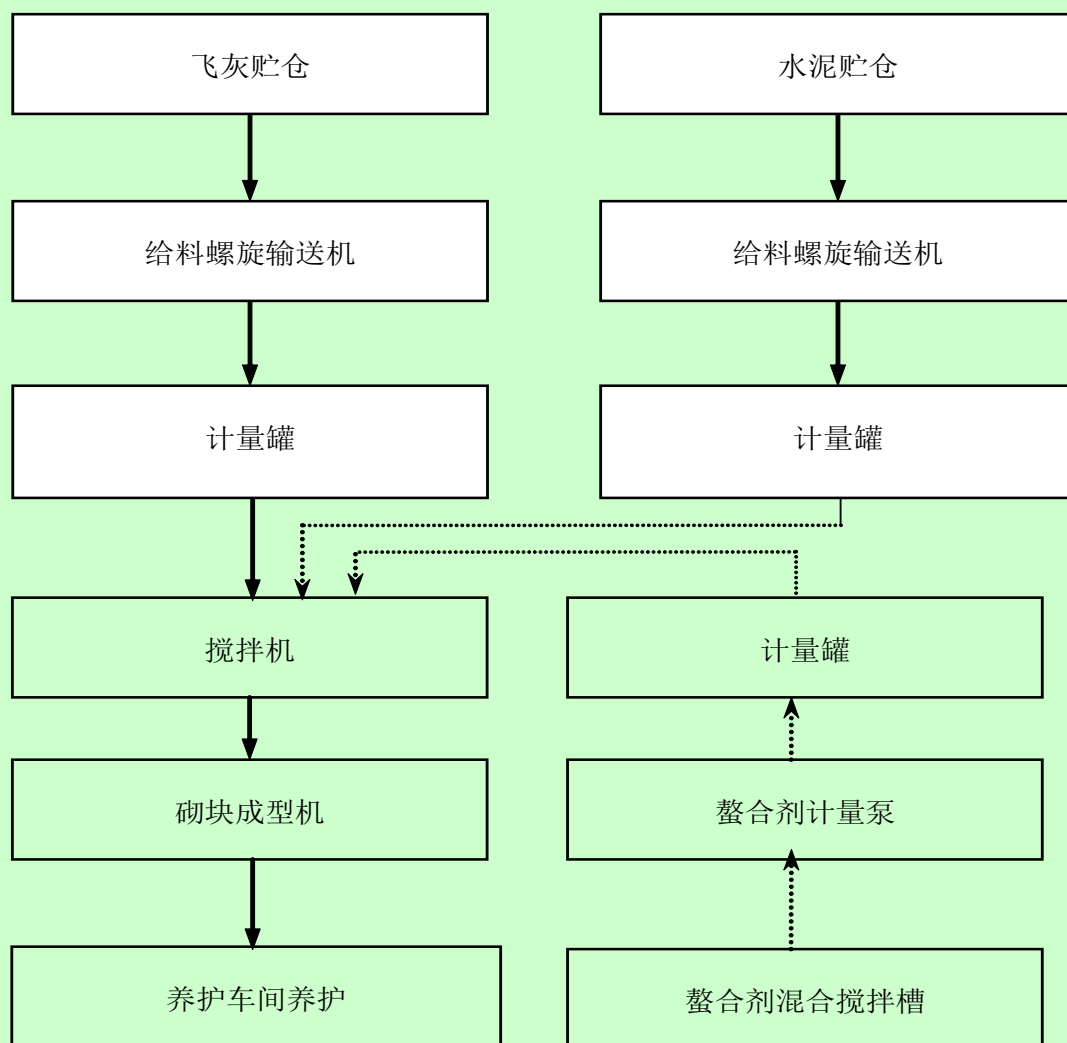 飞灰贮仓
水泥贮仓
给料螺旋输送机
给料螺旋输送机
计量罐
计量罐
搅拌机
计量罐
砌块成型机
螯合剂计量泵
养护车间养护
螯合剂混合搅拌槽